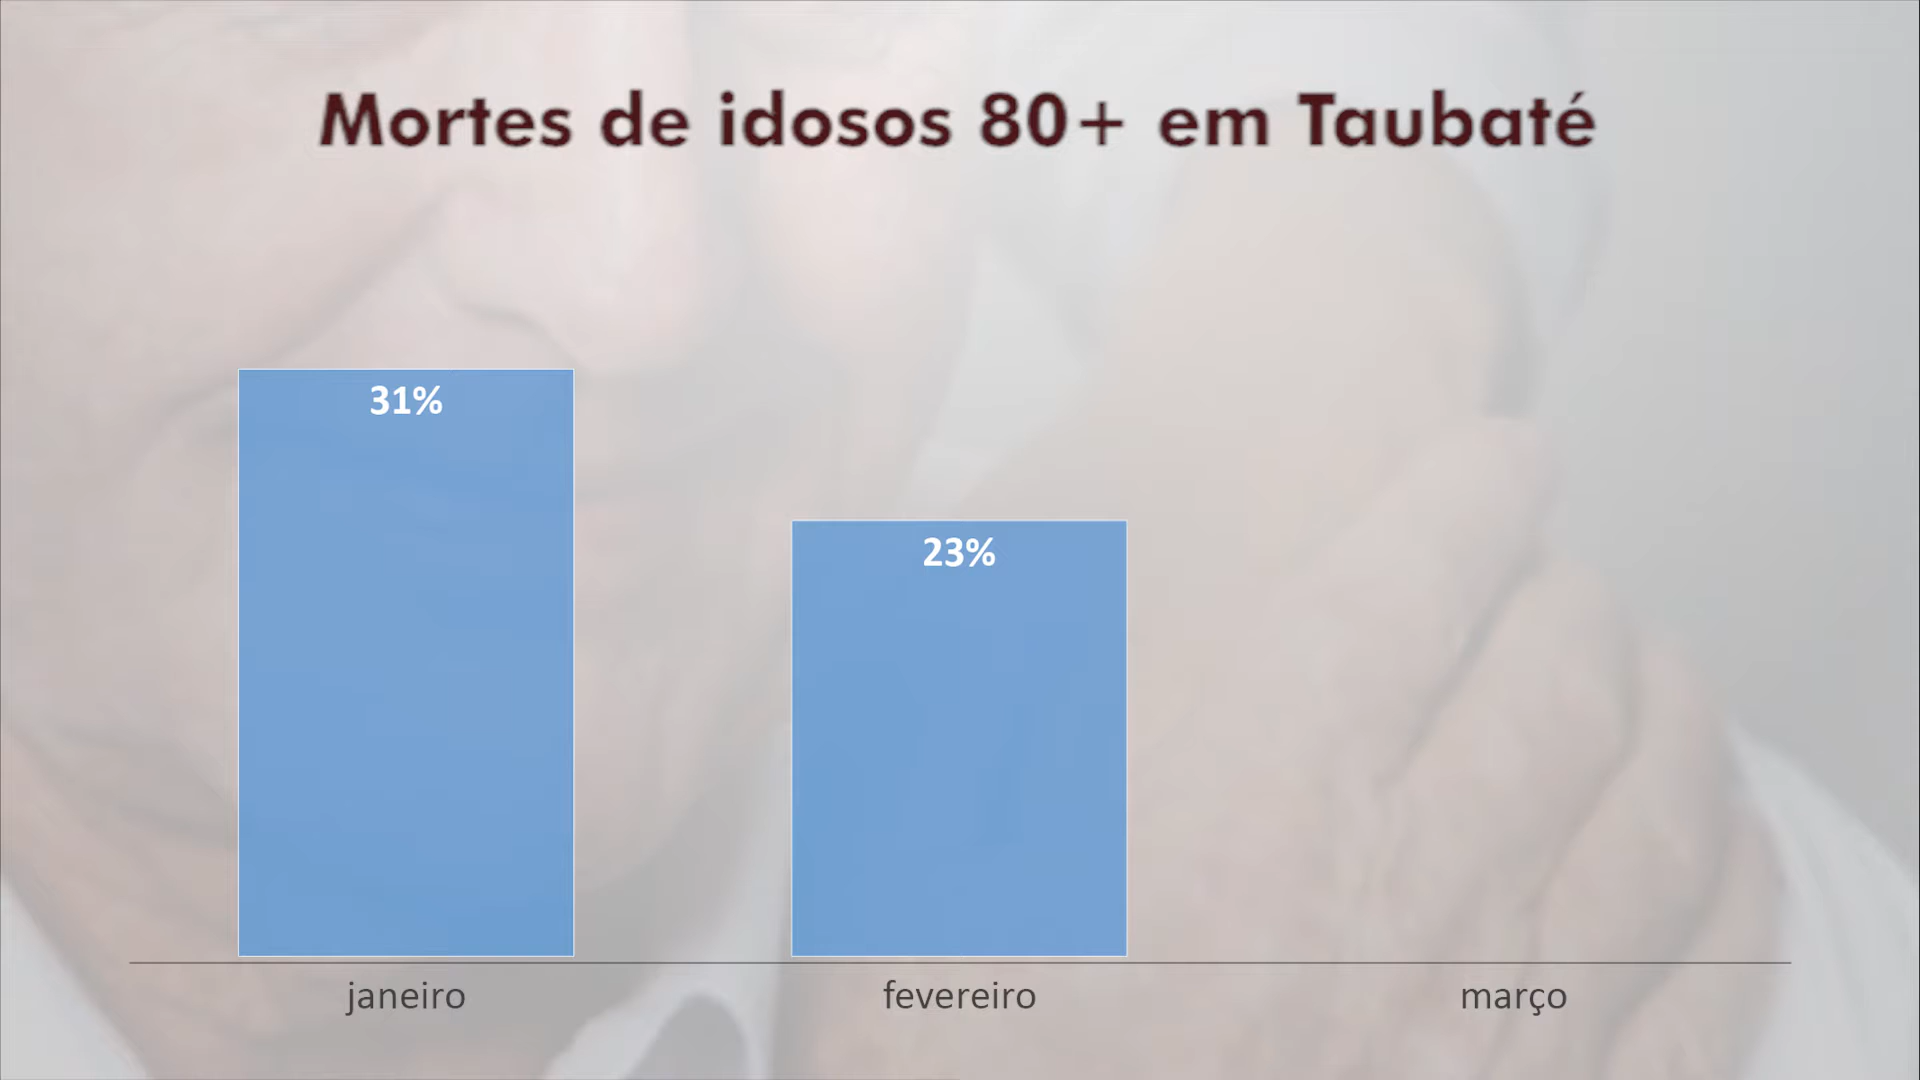 Mortes de idosos 80+ em Taubaté
31%
23%
janeiro
fevereiro
março